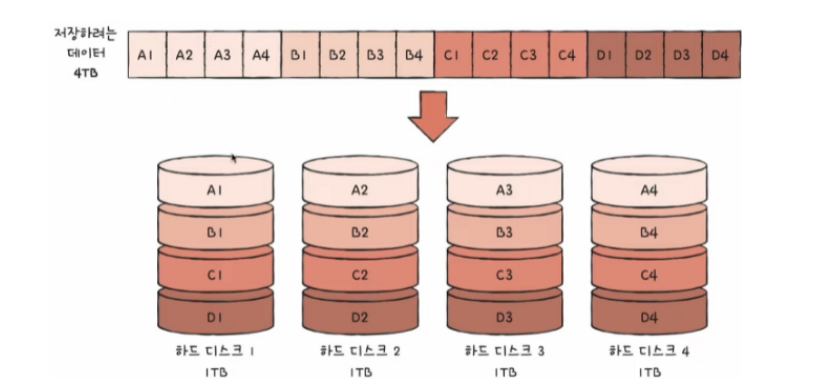 저장하려는
데이터
4TB
A1 A2 A3 A4 B1 B2 B3 B4 C1 C2 C3 C4 D1 D2 D3 D4
A1 A2 A3 A4
B1 B2 B3 B4
C1 C2 C3 C4
D1 D2 D3 D4
하드 디스크 1 하드 디스크 2 하드 디스크 3 하드 디스크 4
1TB 1TB 1TB 1TB